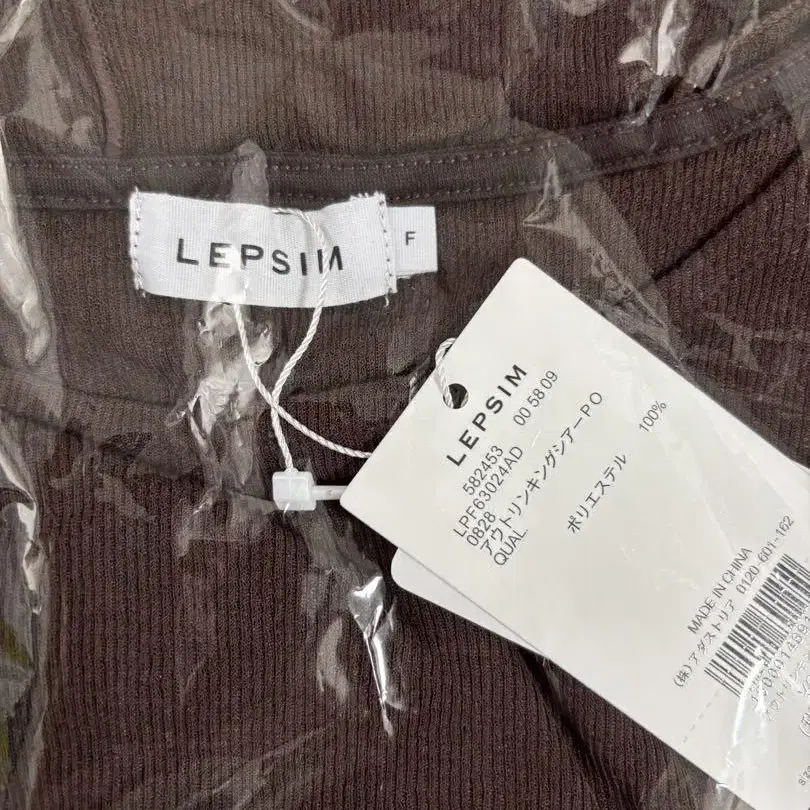 LEPSIM
F
LEPSIM
582453 00 58 09
LPF63024AD
0828
アウトリンキングシアーPO
QUAL
ポリエステル 100%
MADE IN CHINA
(株)アダストリア 0120-601-162